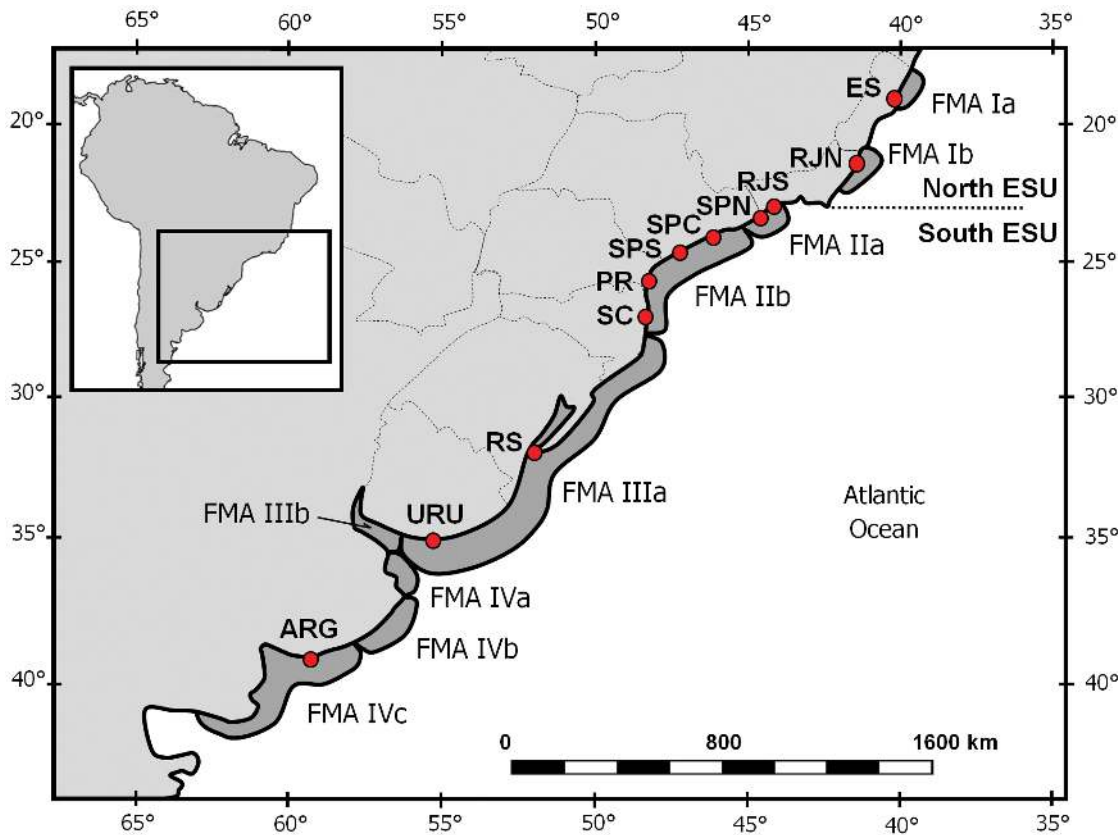 65° 60° 55° 50° 45° 40° 35°
ES
FMA Ia
20° 20°
RJN
FMA Ib
RJS
North ESU
SPN
SPC
South ESU
SPS
FMA IIa
25° 25°
PR
FMA IIb
SC
30° 30°
RS
FMA IIIa
Atlantic
Ocean
FMA IIIb
URU
35° 35°
FMA IVa
ARG
FMA IVb
40° 40°
FMA IVc
0 800 1600 km
65° 60° 55° 50° 45° 40° 35°